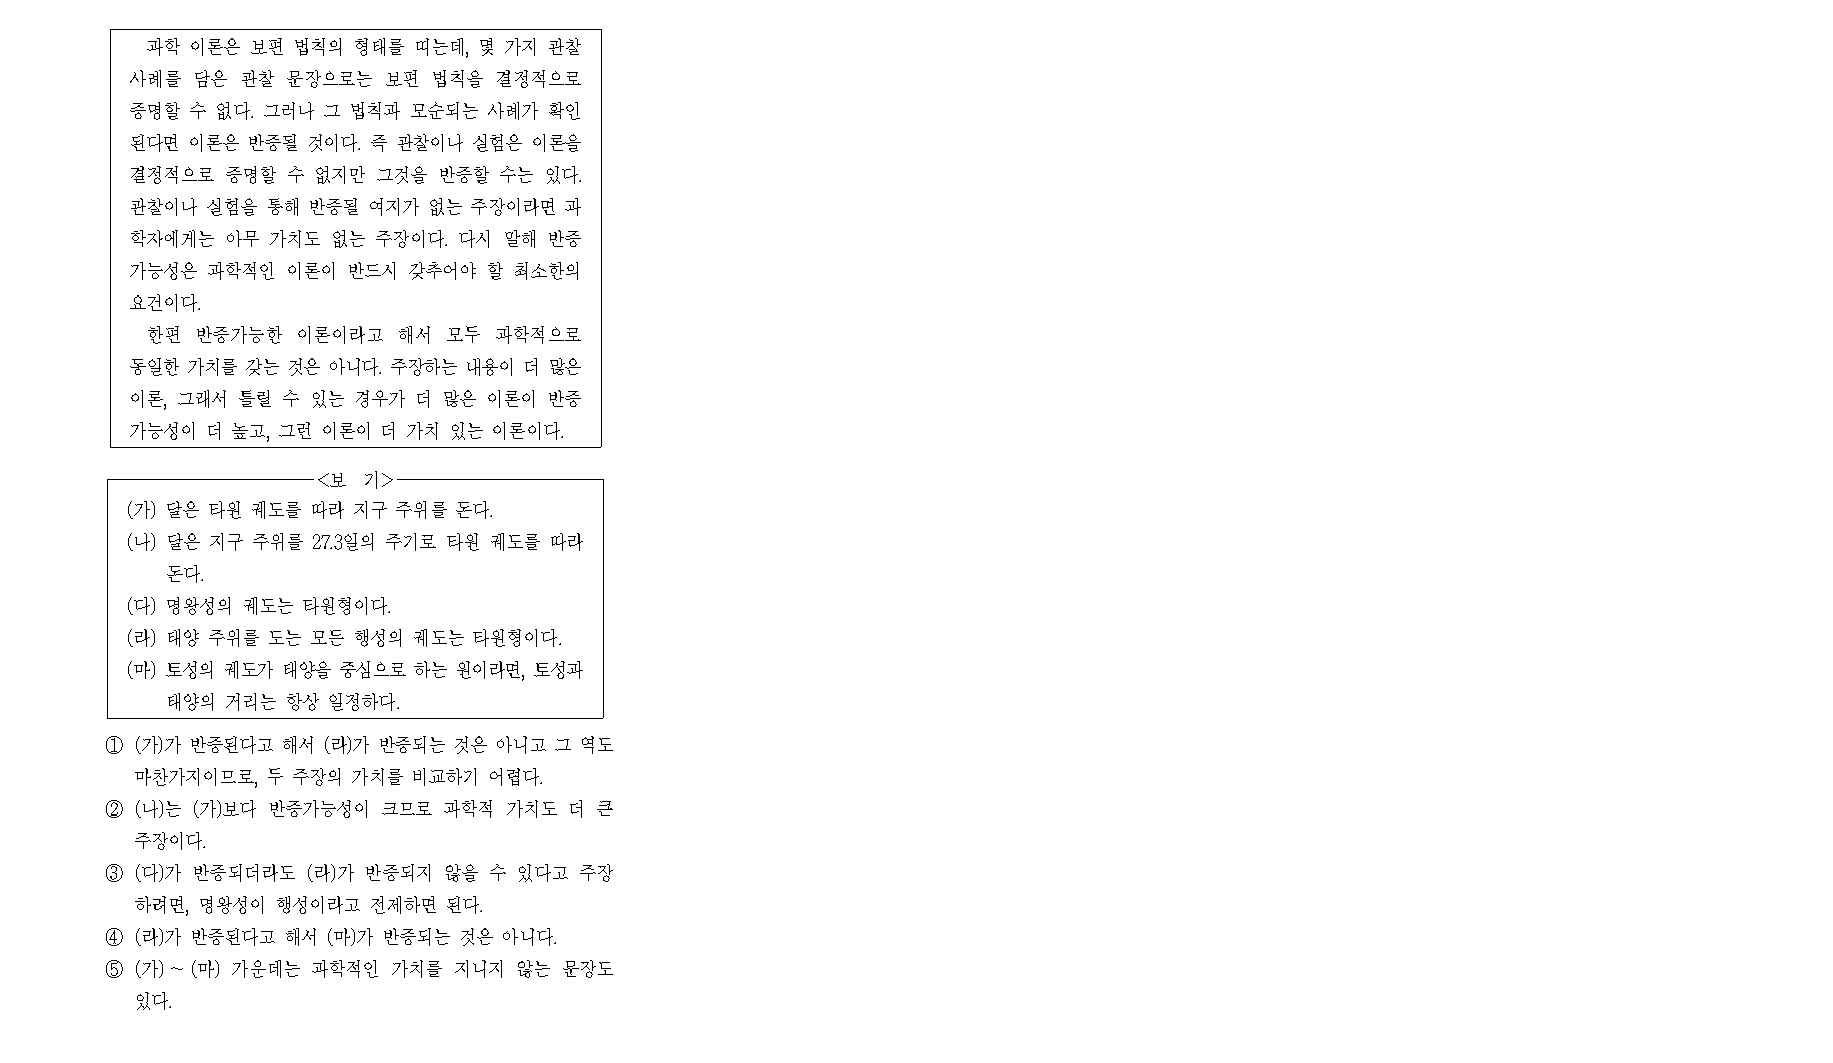 과학 이론은 보편 법칙의 형태를 띠는데, 몇 가지 관찰
사례를 담은 관찰 문장으로는 보편 법칙을 결정적으로
증명할 수 없다. 그러나 그 법칙과 모순되는 사례가 확인
된다면 이론은 반증될 것이다. 즉 관찰이나 실험은 이론을
결정적으로 증명할 수 없지만 그것을 반증할 수는 있다.
관찰이나 실험을 통해 반증될 여지가 없는 주장이라면 과
학자에게는 아무 가치도 없는 주장이다. 다시 말해 반증
가능성은 과학적인 이론이 반드시 갖추어야 할 최소한의
요건이다.
한편 반증가능한 이론이라고 해서 모두 과학적으로
동일한 가치를 갖는 것은 아니다. 주장하는 내용이 더 많은
이론, 그래서 틀릴 수 있는 경우가 더 많은 이론이 반증
가능성이 더 높고, 그런 이론이 더 가치 있는 이론이다.
<보 기>
(가) 달은 타원 궤도를 따라 지구 주위를 돈다.
(나) 달은 지구 주위를 27.3일의 주기로 타원 궤도를 따라
돈다.
(다) 명왕성의 궤도는 타원형이다.
(라) 태양 주위를 도는 모든 행성의 궤도는 타원형이다.
(마) 토성의 궤도가 태양을 중심으로 하는 원이라면, 토성과
태양의 거리는 항상 일정하다.
① (가)가 반증된다고 해서 (라)가 반증되는 것은 아니고 그 역도
마찬가지이므로, 두 주장의 가치를 비교하기 어렵다.
② (나)는 (가)보다 반증가능성이 크므로 과학적 가치도 더 큰
주장이다.
③ (다)가 반증되더라도 (라)가 반증되지 않을 수 있다고 주장
하려면, 명왕성이 행성이라고 전제하면 된다.
④ (라)가 반증된다고 해서 (마)가 반증되는 것은 아니다.
⑤ (가) ~ (마) 가운데는 과학적인 가치를 지니지 않는 문장도
있다.